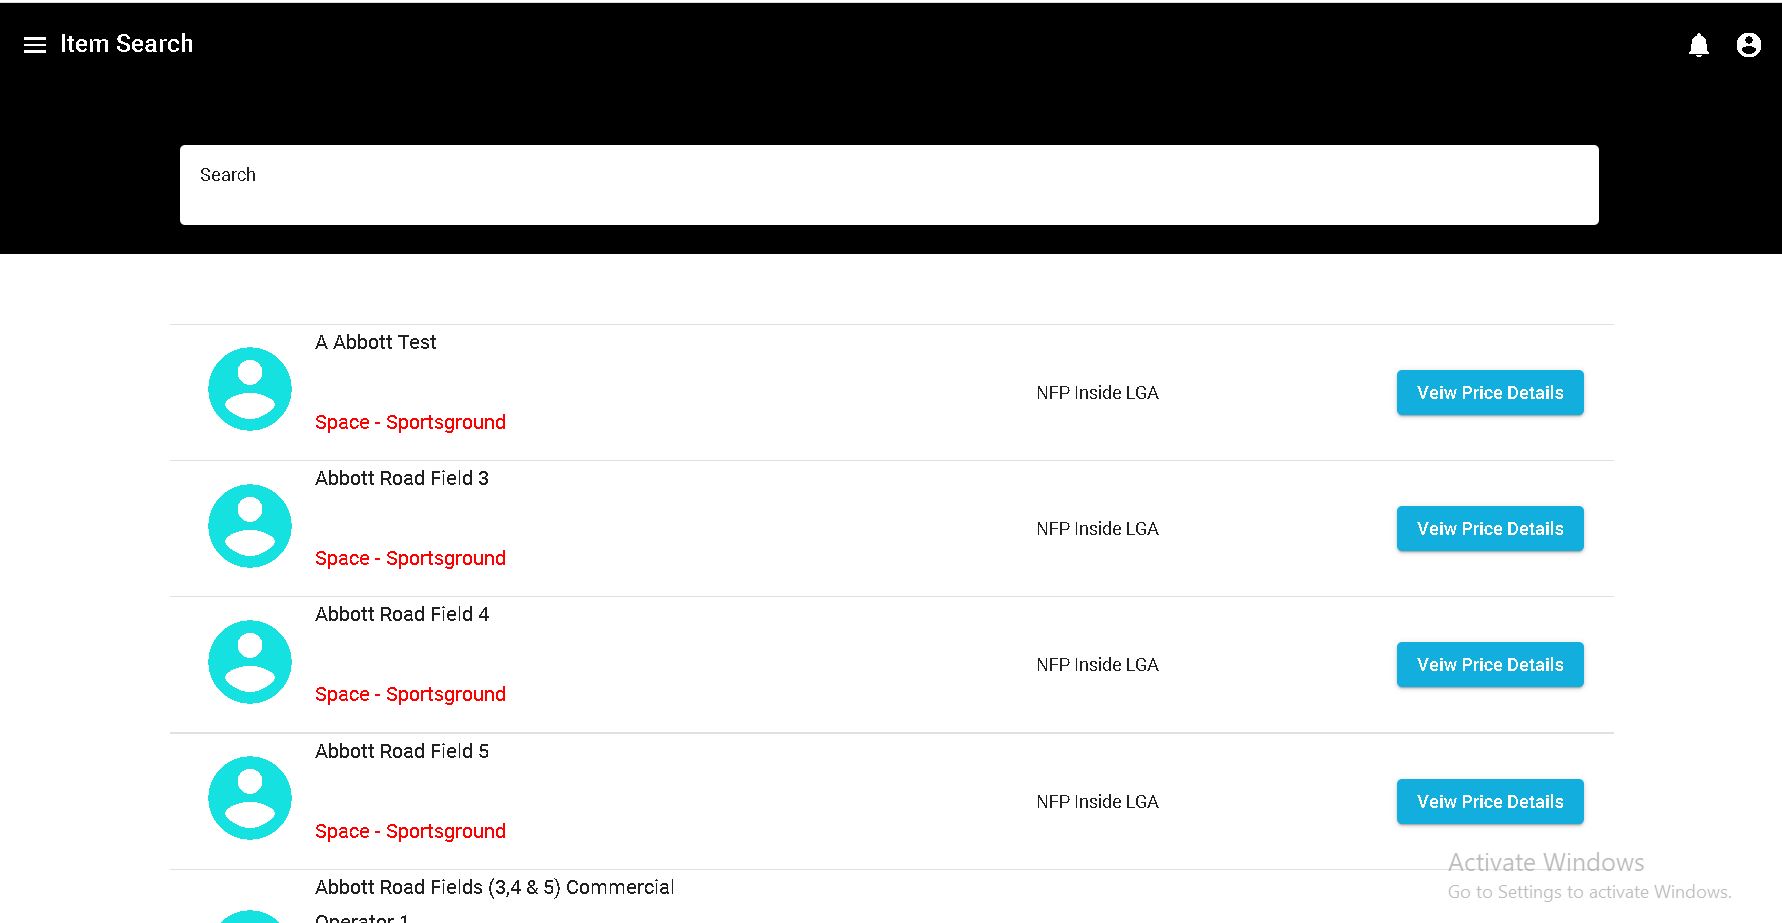 Item Search
Search
A Abbott Test
NFP Inside LGA
Veiw Price Details
Space - Sportsground
Abbott Road Field 3
NFP Inside LGA
Veiw Price Details
Space - Sportsground
Abbott Road Field 4
NFP Inside LGA
Veiw Price Details
Space - Sportsground
Abbott Road Field 5
NFP Inside LGA
Veiw Price Details
Space - Sportsground
Activate Windows
Go to Settings to activate Windows.
Abbott Road Fields (3,4 & 5) Commercial
Operator 1